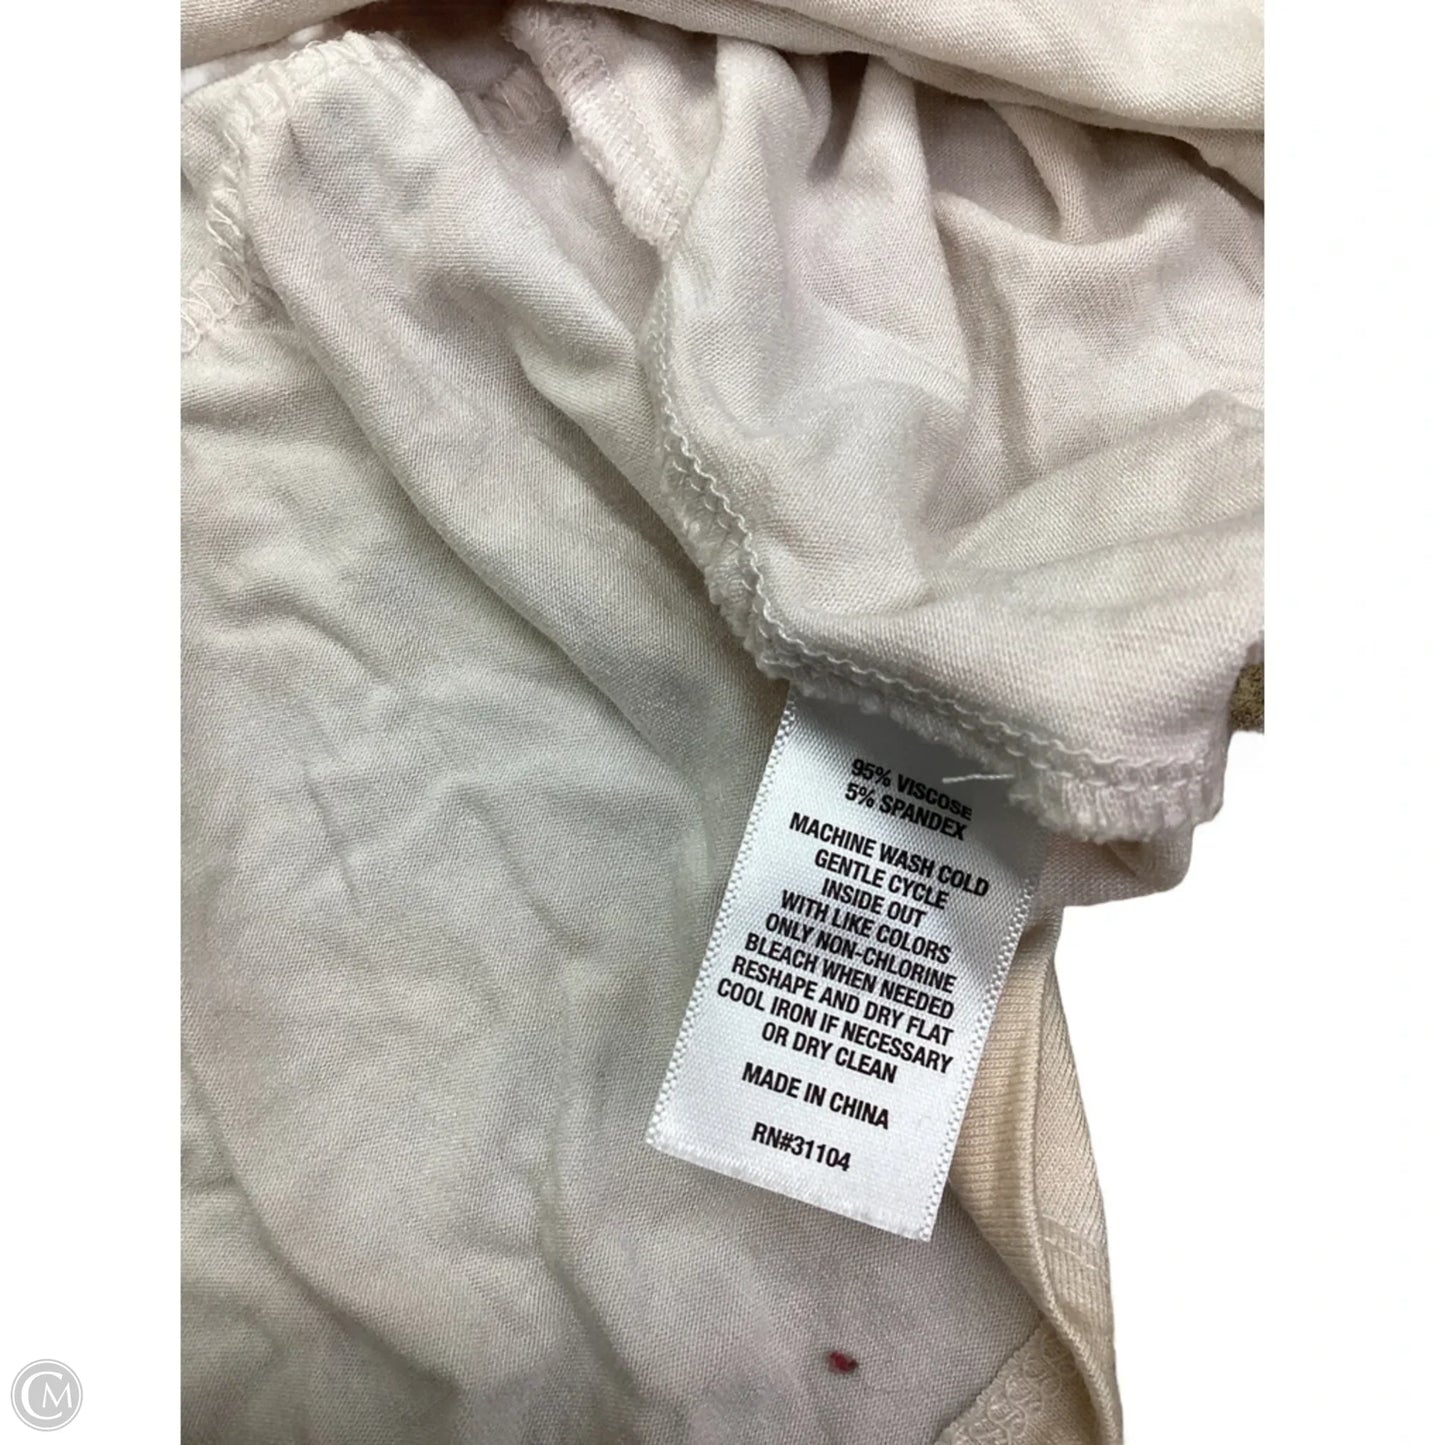 95% VISCOSE
5% SPANDEX
MACHINE WASH COLD
GENTLE CYCLE
INSIDE OUT
WITH LIKE COLORS
ONLY NON-CHLORINE
BLEACH WHEN NEEDED
RESHAPE AND DRY FLAT
COOL IRON IF NECESSARY
OR DRY CLEAN
MADE IN CHINA
RN#31104
CM